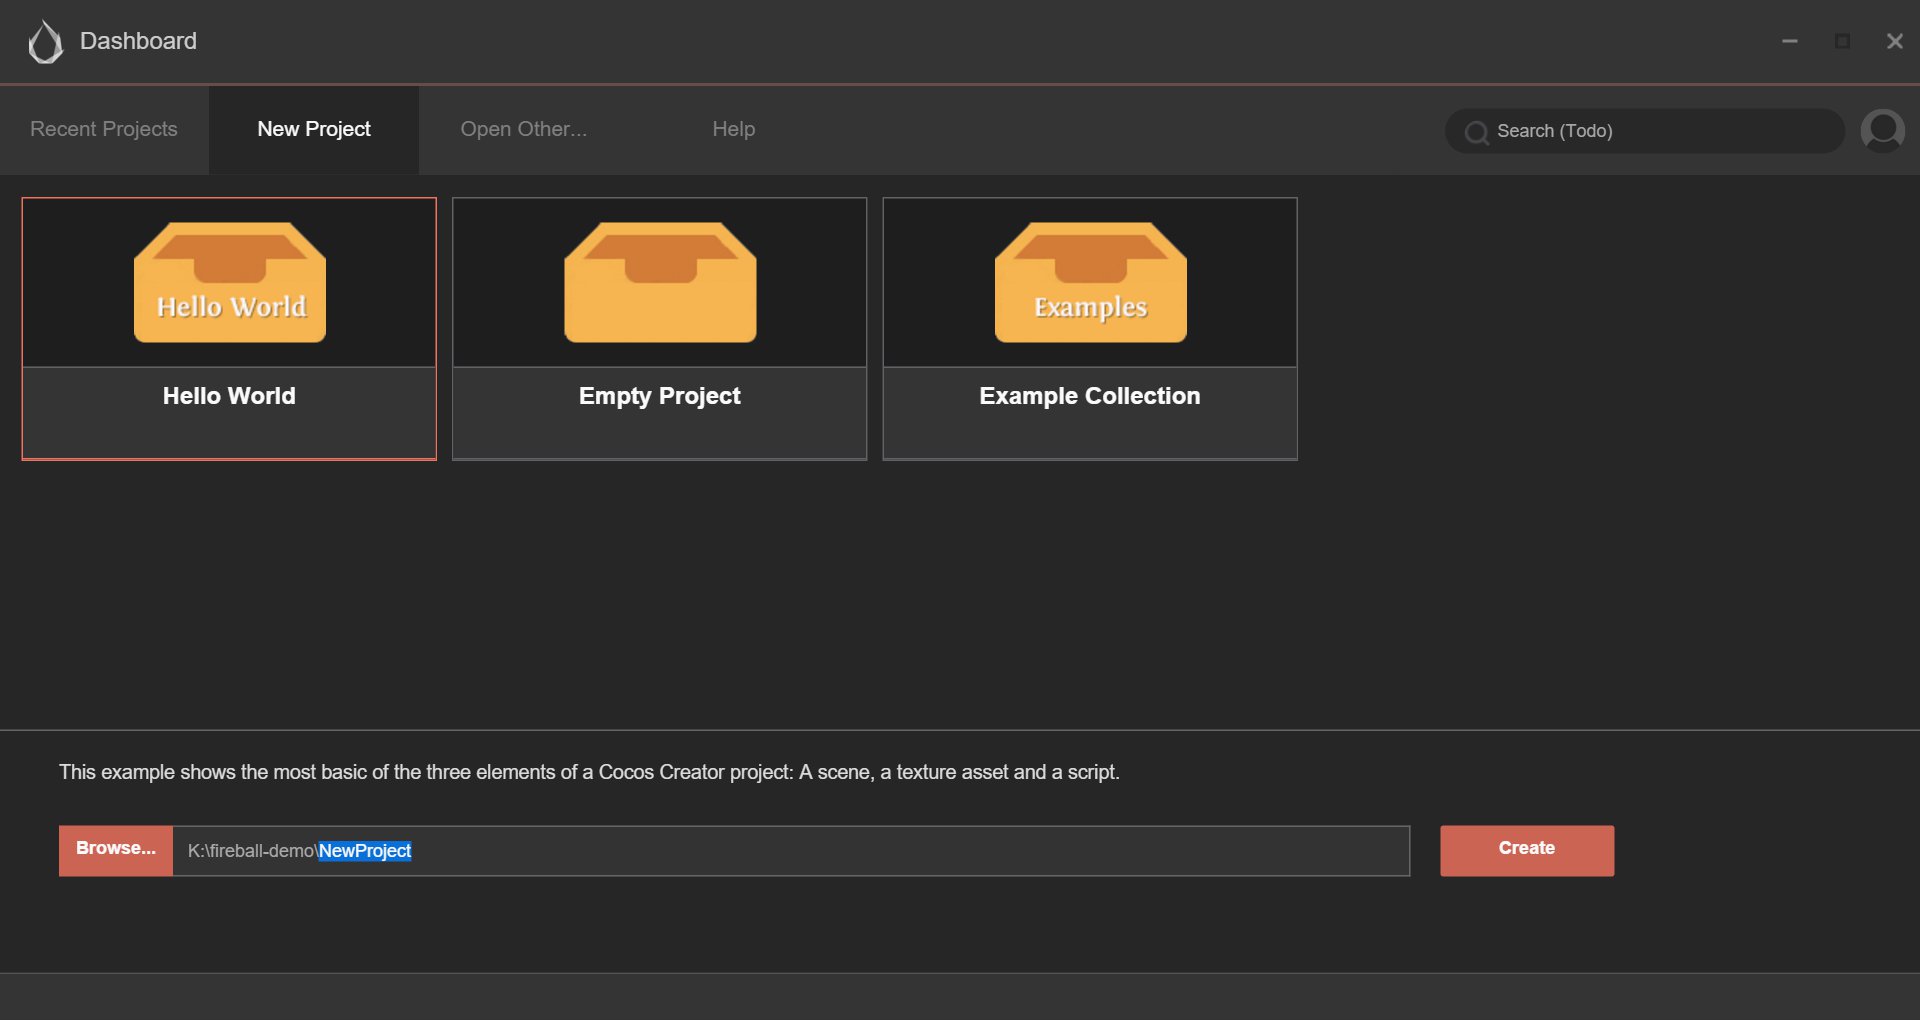 Dashboard
Recent Projects New Project Open Other... Help Search (Todo)
Hello World Examples
Hello World Empty Project Example Collection
This example shows the most basic of the three elements of a Cocos Creator project: A scene, a texture asset and a script.
Browse... K:\fireball-demo\NewProject Create